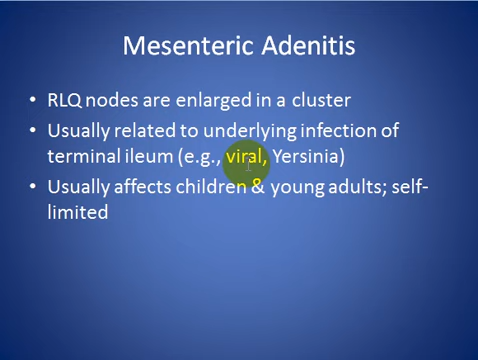 Mesenteric Adenitis
• RLQ nodes are enlarged in a cluster
• Usually related to underlying infection of
terminal ileum (e.g., viral, Yersinia)
• Usually affects children & young adults; self-
limited